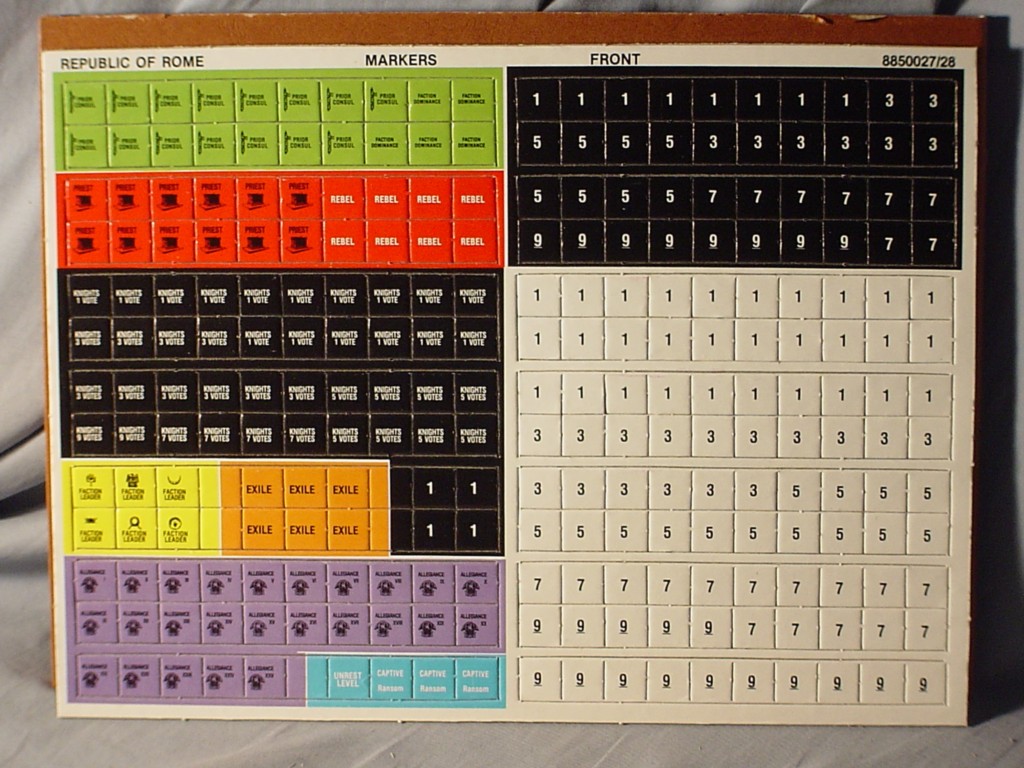 REPUBLIC OF ROME MARKERS FRONT 8850027/28
PRIOR CONSUL PRIOR CONSUL PRIOR CONSUL PRIOR CONSUL PRIOR CONSUL PRIOR CONSUL PRIOR CONSUL PRIOR CONSUL FACTION DOMINANCE FACTION DOMINANCE
PRIOR CONSUL PRIOR CONSUL PRIOR CONSUL PRIOR CONSUL PRIOR CONSUL PRIOR CONSUL PRIOR CONSUL FACTION DOMINANCE FACTION DOMINANCE FACTION DOMINANCE
PRIEST PRIEST PRIEST PRIEST PRIEST PRIEST REBEL REBEL REBEL REBEL
PRIEST PRIEST PRIEST PRIEST PRIEST PRIEST REBEL REBEL REBEL REBEL
KNIGHTS 1 VOTE KNIGHTS 1 VOTE KNIGHTS 1 VOTE KNIGHTS 1 VOTE KNIGHTS 1 VOTE KNIGHTS 1 VOTE KNIGHTS 1 VOTE KNIGHTS 1 VOTE KNIGHTS 1 VOTE KNIGHTS 1 VOTE
KNIGHTS 3 VOTES KNIGHTS 3 VOTES KNIGHTS 3 VOTES KNIGHTS 3 VOTES KNIGHTS 1 VOTE KNIGHTS 1 VOTE KNIGHTS 1 VOTE KNIGHTS 1 VOTE KNIGHTS 1 VOTE KNIGHTS 1 VOTE
KNIGHTS 3 VOTES KNIGHTS 3 VOTES KNIGHTS 3 VOTES KNIGHTS 3 VOTES KNIGHTS 3 VOTES KNIGHTS 3 VOTES KNIGHTS 5 VOTES KNIGHTS 5 VOTES KNIGHTS 5 VOTES KNIGHTS 5 VOTES
KNIGHTS 9 VOTES KNIGHTS 9 VOTES KNIGHTS 7 VOTES KNIGHTS 7 VOTES KNIGHTS 7 VOTES KNIGHTS 7 VOTES KNIGHTS 5 VOTES KNIGHTS 5 VOTES KNIGHTS 5 VOTES KNIGHTS 5 VOTES
FACTION LEADER FACTION LEADER FACTION LEADER EXILE EXILE EXILE 1 1
FACTION LEADER FACTION LEADER FACTION LEADER EXILE EXILE EXILE 1 1
ALLEGIANCE ALLEGIANCE ALLEGIANCE ALLEGIANCE ALLEGIANCE ALLEGIANCE ALLEGIANCE ALLEGIANCE ALLEGIANCE ALLEGIANCE
ALLEGIANCE ALLEGIANCE ALLEGIANCE ALLEGIANCE ALLEGIANCE ALLEGIANCE ALLEGIANCE ALLEGIANCE ALLEGIANCE ALLEGIANCE
ALLEGIANCE ALLEGIANCE ALLEGIANCE ALLEGIANCE ALLEGIANCE UNREST LEVEL CAPTIVE Ransom CAPTIVE Ransom CAPTIVE Ransom
1 1 1 1 1 1 1 1 3 3
5 5 5 5 3 3 3 3 3 3
5 5 5 5 7 7 7 7 7 7
9 9 9 9 9 9 9 9 7 7
1 1 1 1 1 1 1 1 1 1
1 1 1 1 1 1 1 1 1 1
1 1 1 1 1 1 1 1 1 1
3 3 3 3 3 3 3 3 3 3
3 3 3 3 3 3 5 5 5 5
5 5 5 5 5 5 5 5 5 5
7 7 7 7 7 7 7 7 7 7
9 9 9 9 9 7 7 7 7 7
9 9 9 9 9 9 9 9 9 9